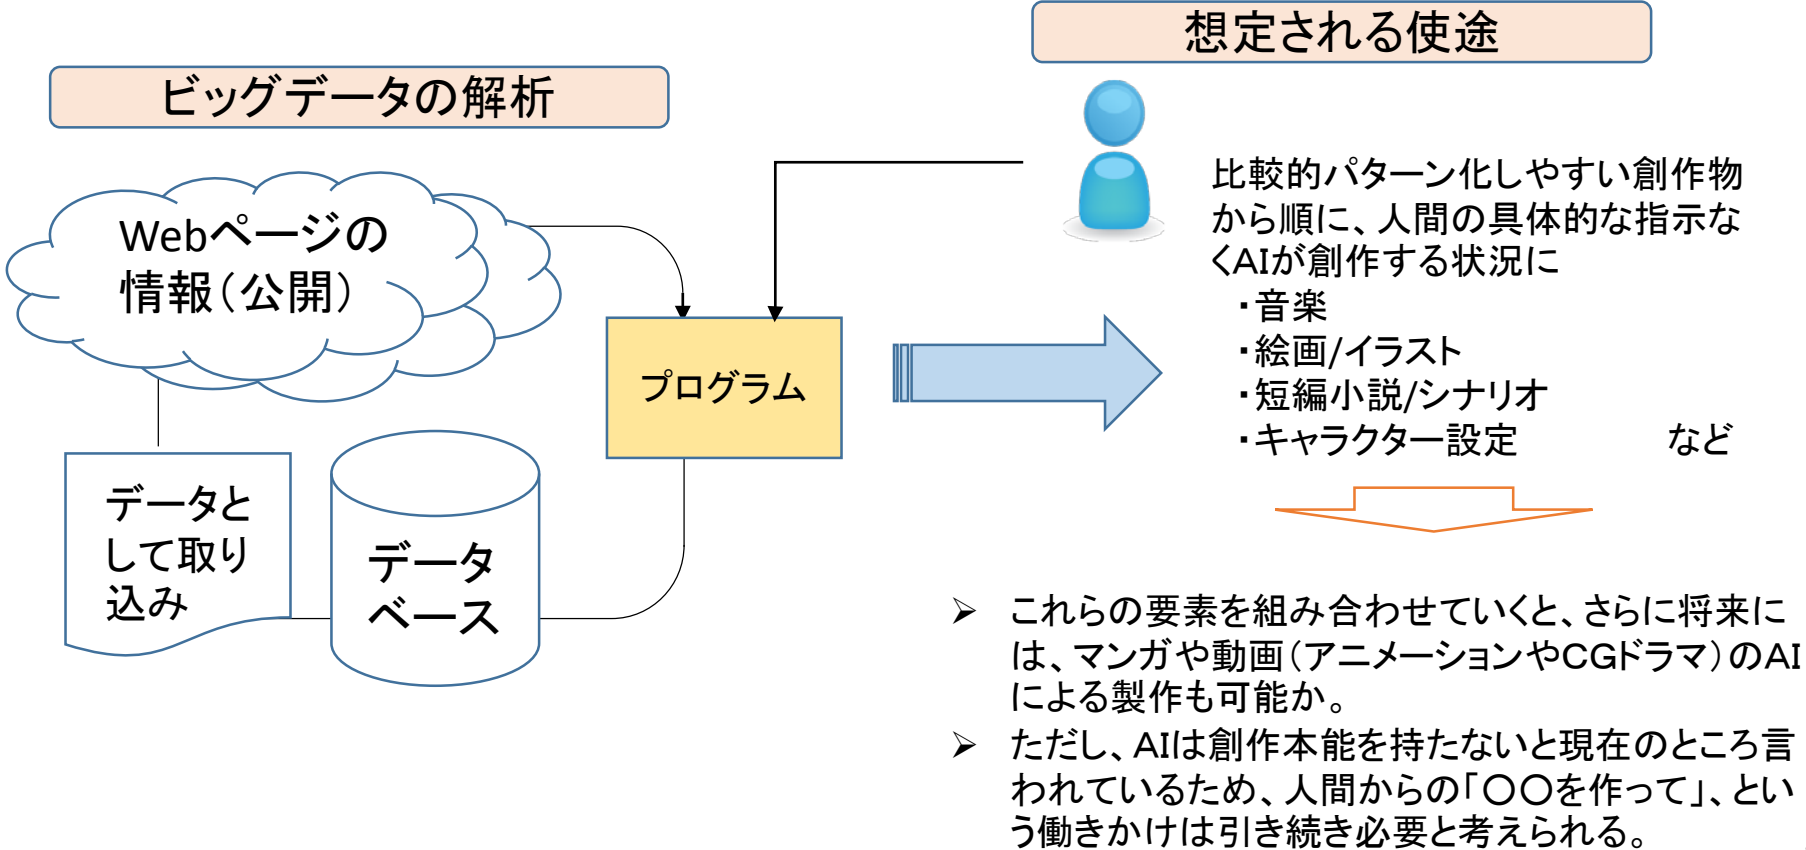 想定される使途
ビッグデータの解析
Webページの
情報（公開）
プログラム
データと
して取り
込み
データ
ベース
比較的パターン化しやすい創作物
から順に、人間の具体的な指示な
くAIが創作する状況に
・音楽
・絵画/イラスト
・短編小説/シナリオ
・キャラクター設定 など
➢ これらの要素を組み合わせていくと、さらに将来に
は、マンガや動画（アニメーションやCGドラマ）のAI
による製作も可能か。
➢ ただし、AIは創作本能を持たないと現在のところ言
われているため、人間からの「〇〇を作って」、とい
う働きかけは引き続き必要と考えられる。